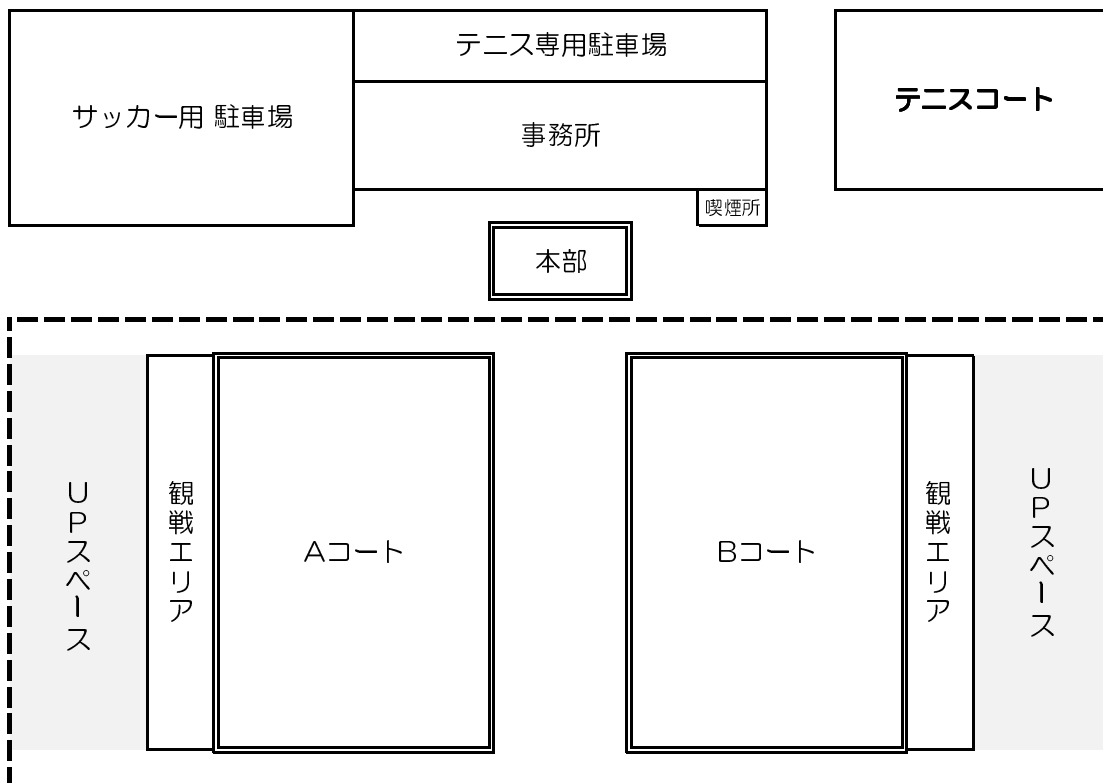 テニス専用駐車場
サッカー用 駐車場
テニスコート
事務所
喫煙所
本部
UPスペース
観戦エリア
Aコート
Bコート
観戦エリア
UPスペース